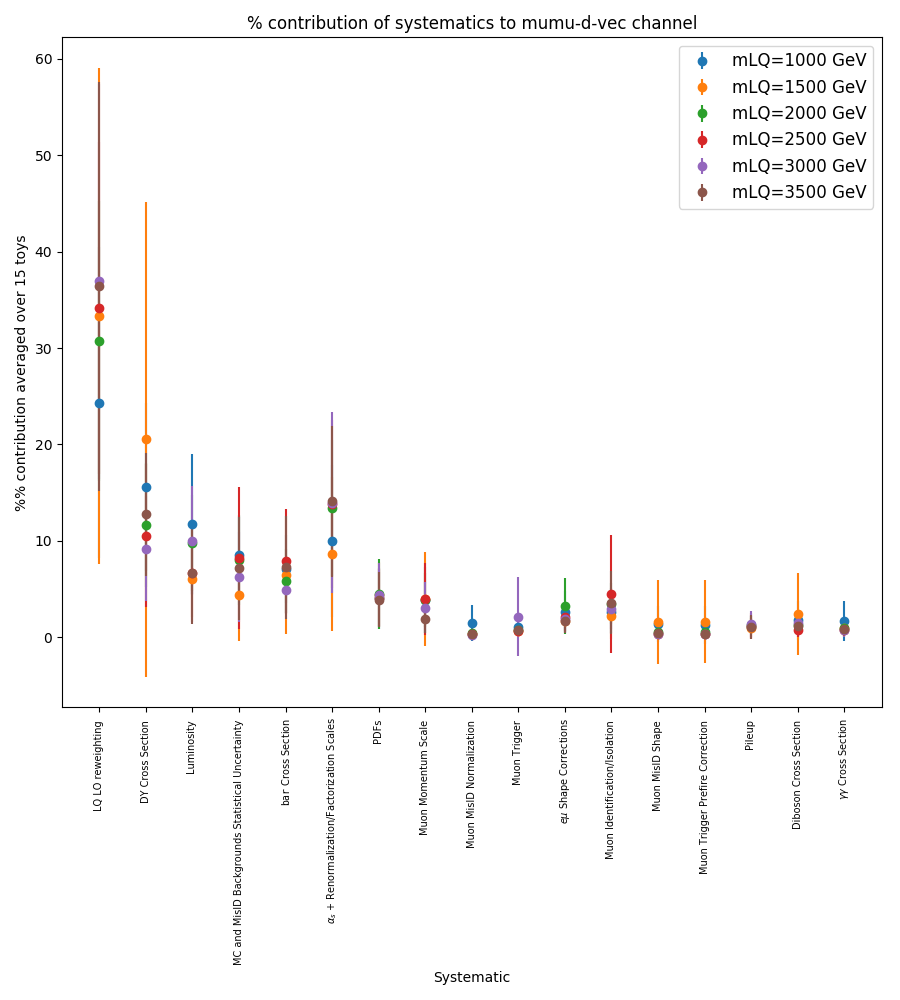 % contribution of systematics to mumu-d-vec channel
mLQ=1000 GeV
mLQ=1500 GeV
mLQ=2000 GeV
mLQ=2500 GeV
mLQ=3000 GeV
mLQ=3500 GeV
%% contribution averaged over 15 toys
60
50
40
30
20
10
0
LQ LO reweighting
DY Cross Section
Luminosity
MC and MisID Backgrounds Statistical Uncertainty
bar Cross Section
αs + Renormalization/Factorization Scales
PDFs
Muon Momentum Scale
Muon MisID Normalization
Muon Trigger
eμ Shape Corrections
Muon Identification/Isolation
Muon MisID Shape
Muon Trigger Prefire Correction
Pileup
Diboson Cross Section
γγ Cross Section
Systematic